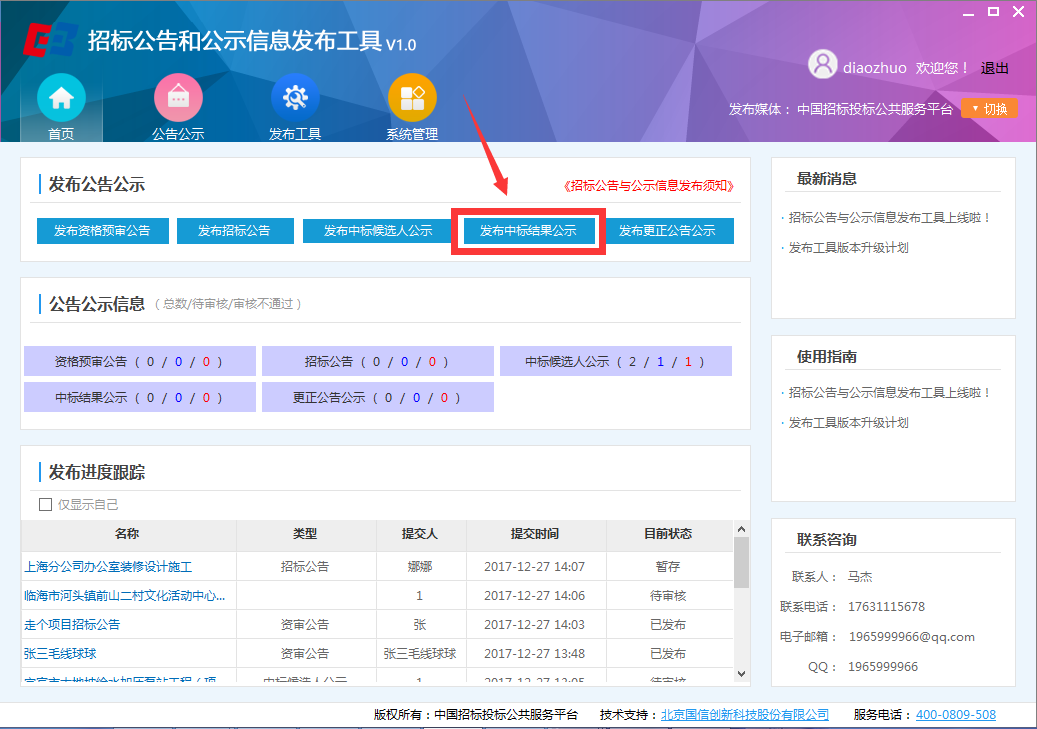 招标公告和公示信息发布工具 V1.0
diaozhuo 欢迎您！ 退出
首页 公告公示 发布工具 系统管理
发布媒体： 中国招标投标公共服务平台 切换
发布公告公示 《招标公告与公示信息发布须知》
发布资格预审公告 发布招标公告 发布中标候选人公示 发布中标结果公示 发布更正公告公示
公告公示信息 （ 总数/待审核/审核不通过 ）
资格预审公告 （ 0 / 0 / 0 ） 招标公告 （ 0 / 0 / 0 ） 中标候选人公示 （ 2 / 1 / 1 ）
中标结果公示 （ 0 / 0 / 0 ） 更正公告公示 （ 0 / 0 / 0 ）
发布进度跟踪
仅显示自己
名称 类型 提交人 提交时间 目前状态
上海分公司办公室装修设计施工 招标公告 娜娜 2017-12-27 14:07 暂存
临海市河头镇前山二村文化活动中心... 1 2017-12-27 14:06 待审核
走个项目招标公告 资审公告 张 2017-12-27 14:03 已发布
张三毛线球球 资审公告 张三毛线球球 2017-12-27 13:48 已发布
中标候选人公示 1 2017-12-27 12:05 待审核
最新消息
· 招标公告与公示信息发布工具上线啦！
· 发布工具版本升级计划
使用指南
· 招标公告与公示信息发布工具上线啦！
· 发布工具版本升级计划
联系咨询
联系人： 马杰
联系电话： 17631115678
电子邮箱： 1965999966@qq.com
QQ： 1965999966
版权所有：中国招标投标公共服务平台 技术支持：北京国信创新科技股份有限公司 服务电话：400-0809-508